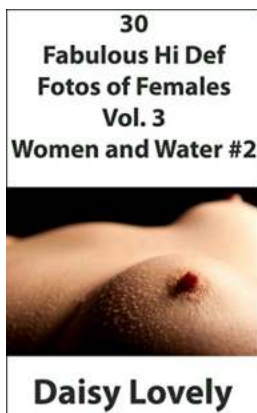 30
Fabulous Hi Def
Fotos of Females
Vol. 3
Women and Water #2
Daisy Lovely